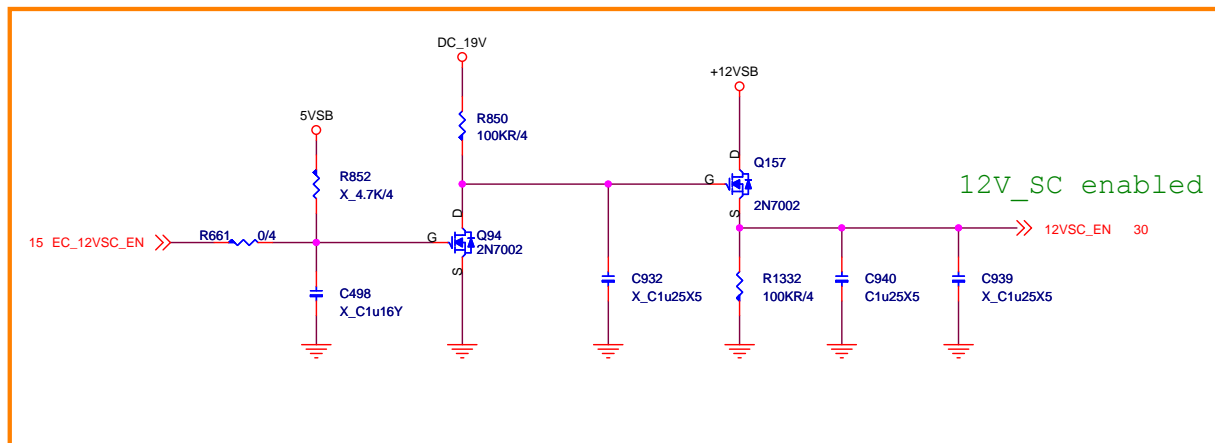 DC_19V
+12VSB
5VSB
R850
100KR/4
D
Q157
R852
X_4.7K/4
G
12V_SC enabled
2N7002
D
S
15 EC_12VSC_EN
R661
0/4
G
Q94
2N7002
12VSC_EN 30
S
C932
X_C1u25X5
R1332
100KR/4
C940
C1u25X5
C939
X_C1u25X5
C498
X_C1u16Y